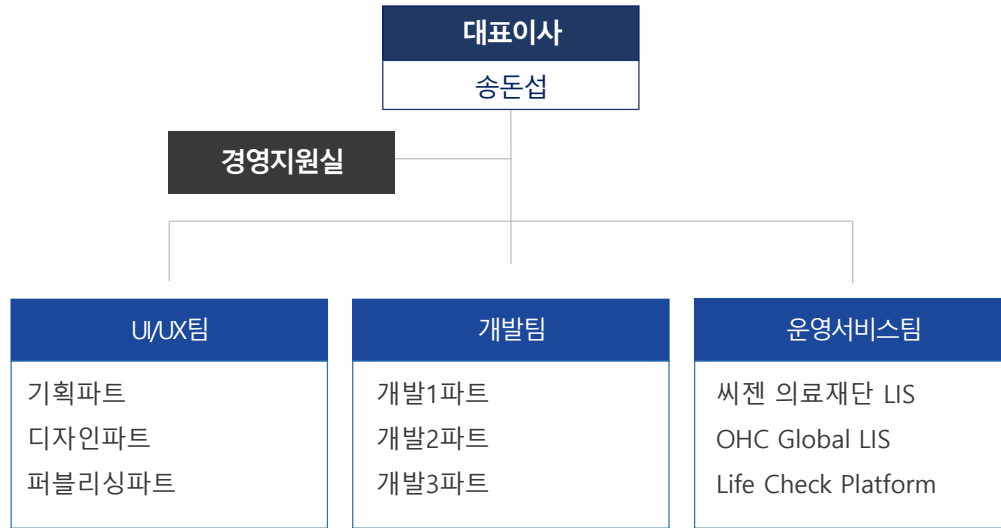 대표이사
송돈섭
경영지원실
UI/UX팀
기획파트
디자인파트
퍼블리싱파트
개발팀
개발1파트
개발2파트
개발3파트
운영서비스팀
씨젠 의료재단 LIS
OHC Global LIS
Life Check Platform